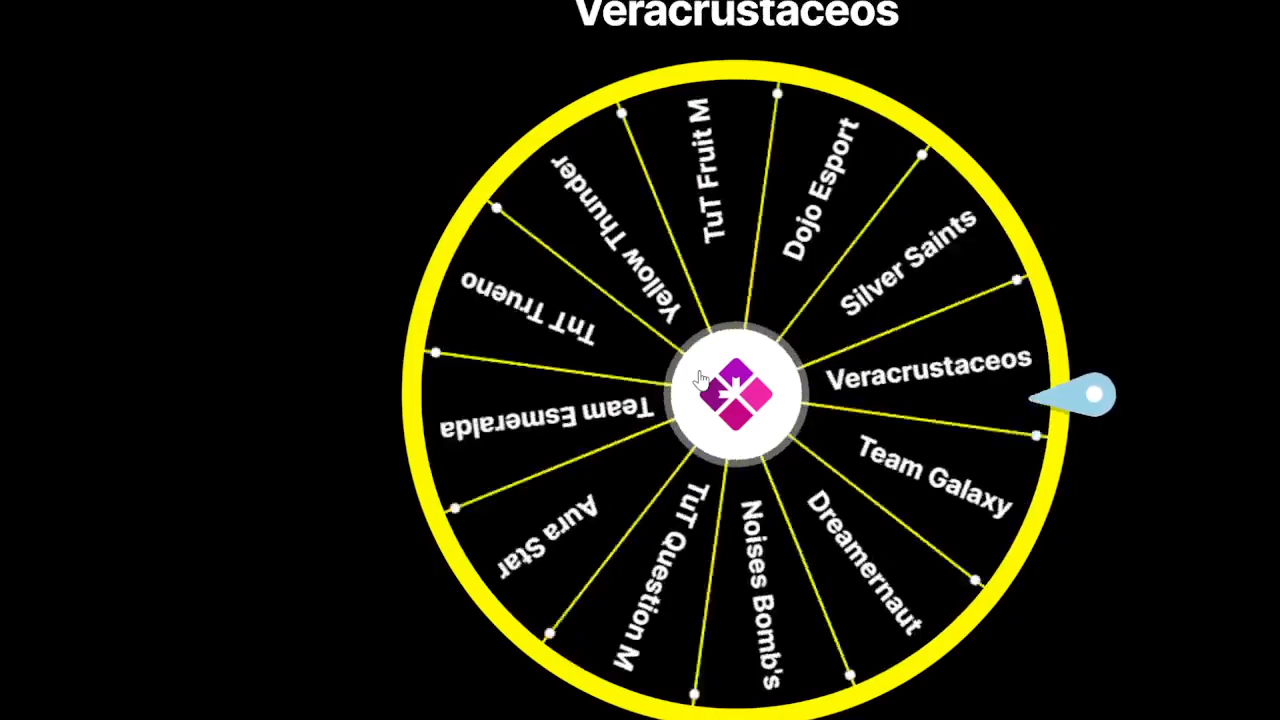 Veracrustaceos
TuT Fruit M
Dojo Esport
Silver Saints
Veracrustaceos
Team Galaxy
Dreamernaut
Noises Bomb's
TuT Question M
Aura Star
Team Esmeralda
TnT Trueno
Yellow Thunder